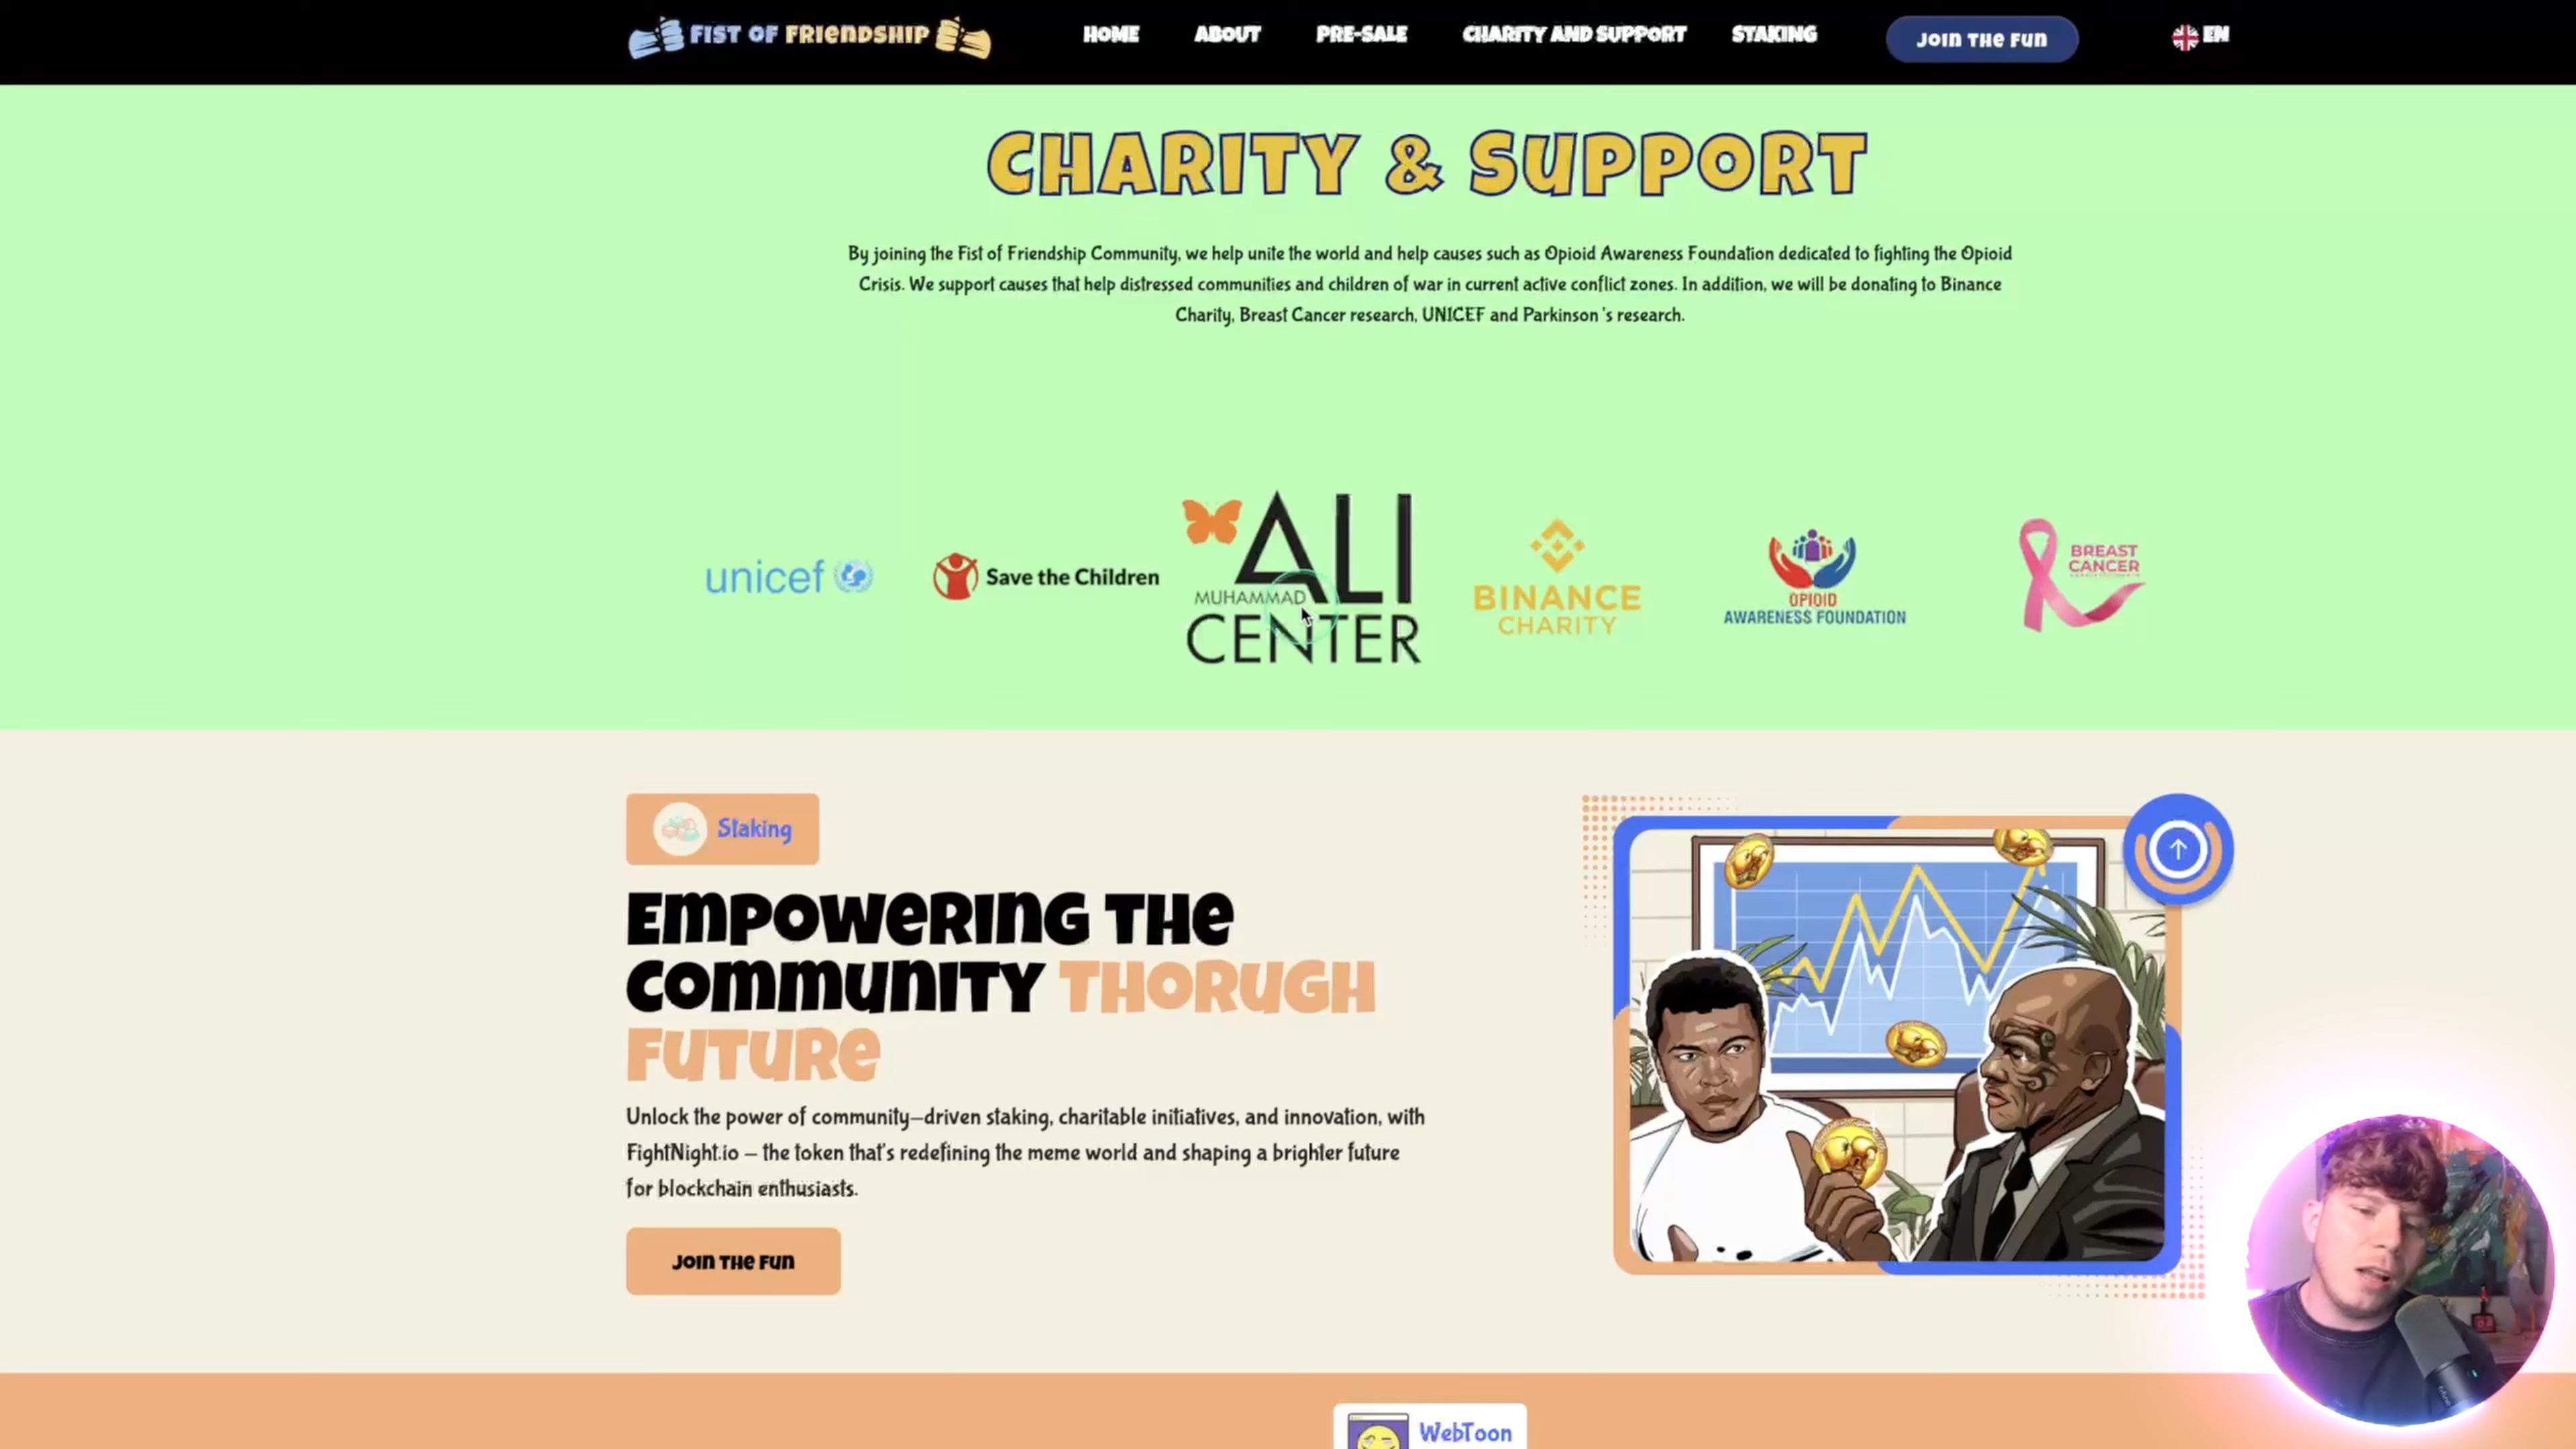 FIST OF FRIENDSHIP
HOME ABOUT PRE-SALE CHARITY AND SUPPORT STAKING JOIN THE FUN EN
CHARITY & SUPPORT
By joining the Fist of Friendship Community, we help unite the world and help causes such as Opioid Awareness Foundation dedicated to fighting the Opioid
Crisis. We support causes that help distressed communities and children of war in current active conflict zones. In addition, we will be donating to Binance
Charity, Breast Cancer research, UNICEF and Parkinson 's research.
unicef
Save the Children
ALI
MUHAMMAD
CENTER
BINANCE
CHARITY
OPIOID
AWARENESS FOUNDATION
BREAST
CANCER
Staking
EMPOWERING THE
COMMUNITY THORUGH
FUTURE
Unlock the power of community–driven staking, charitable initiatives, and innovation, with
FightNight.io – the token that's redefining the meme world and shaping a brighter future
for blockchain enthusiasts.
JOIN THE FUN
WebToon